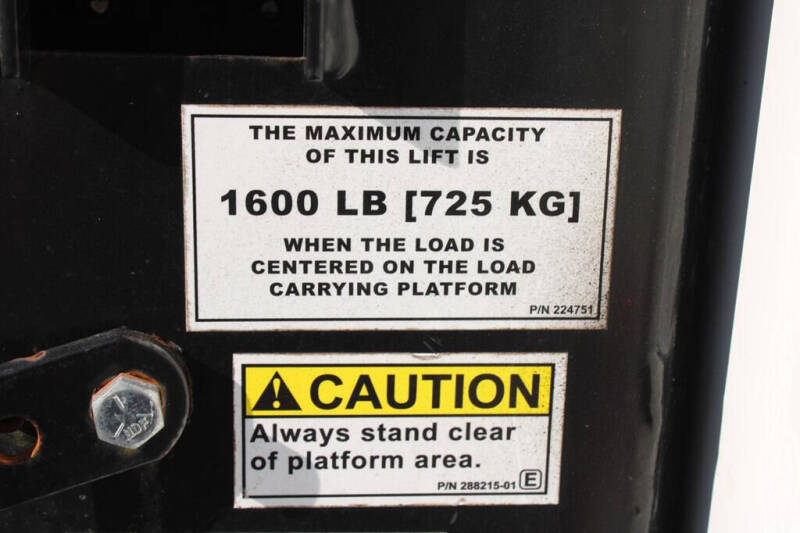 THE MAXIMUM CAPACITY
OF THIS LIFT IS
1600 LB [725 KG]
WHEN THE LOAD IS
CENTERED ON THE LOAD
CARRYING PLATFORM
P/N 224751
CAUTION
Always stand clear
of platform area.
P/N 288215-01 E